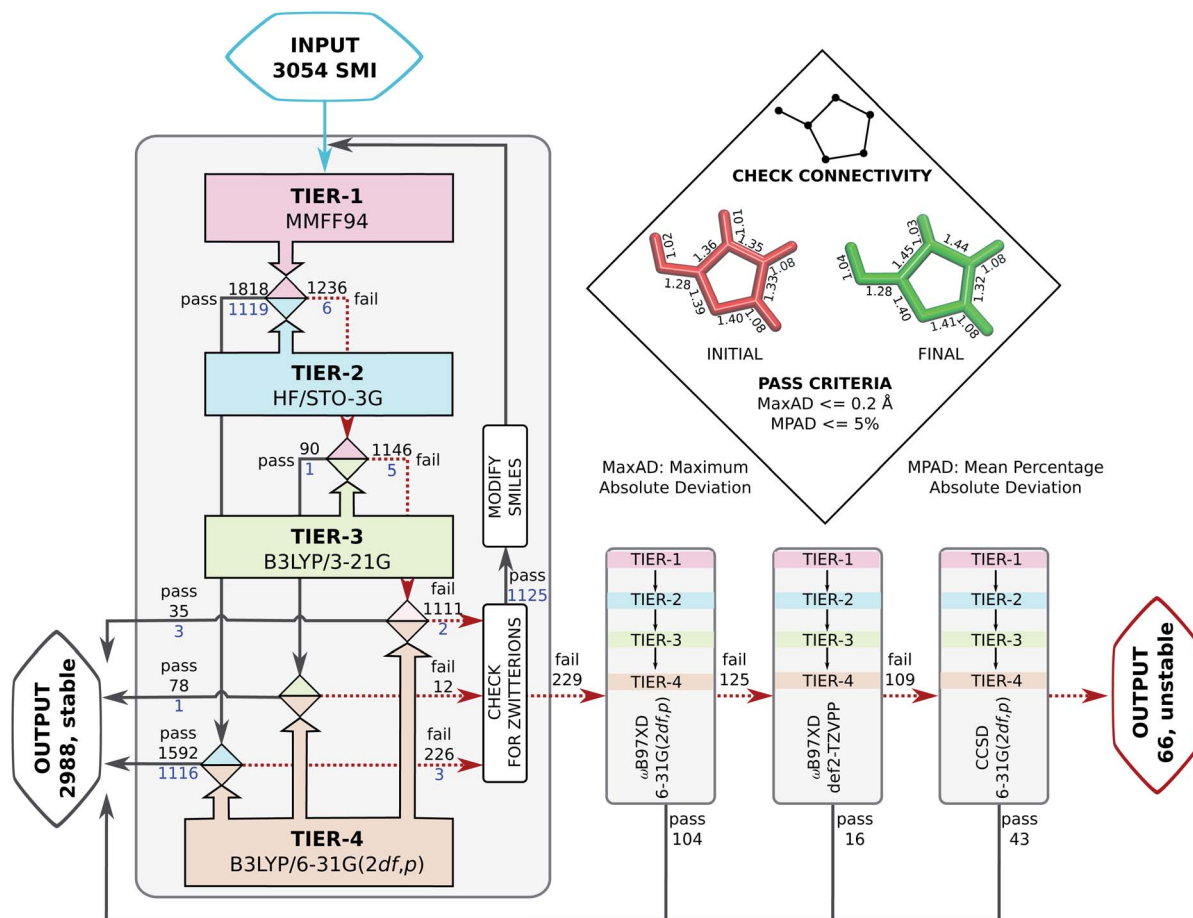 INPUT
3054 SMI
TIER-1
MMFF94
pass
1818
1119
1236
6
fail
TIER-2
HF/STO-3G
pass
90
1
1146
5
fail
TIER-3
B3LYP/3-21G
pass
35
3
fail
1111
2
pass
78
1
fail
12
pass
1592
1116
fail
226
3
TIER-4
B3LYP/6-31G(2df,p)
OUTPUT
2988, stable
MODIFY
SMILES
pass
1125
CHECK
FOR ZWITTERIONS
CHECK CONNECTIVITY
1.02
1.36
1.01
1.35
1.08
1.33
1.28
1.39
1.40
1.08
INITIAL
1.04
1.45
1.03
1.44
1.08
1.32
1.28
1.40
1.41
1.08
FINAL
PASS CRITERIA
MaxAD <= 0.2 Å
MPAD <= 5%
MaxAD: Maximum
Absolute Deviation
MPAD: Mean Percentage
Absolute Deviation
fail
229
TIER-1
TIER-2
TIER-3
TIER-4
ωB97XD
6-31G(2df,p)
pass
104
fail
125
TIER-1
TIER-2
TIER-3
TIER-4
ωB97XD
def2-TZVPP
pass
16
fail
109
TIER-1
TIER-2
TIER-3
TIER-4
CCSD
6-31G(2df,p)
pass
43
OUTPUT
66, unstable